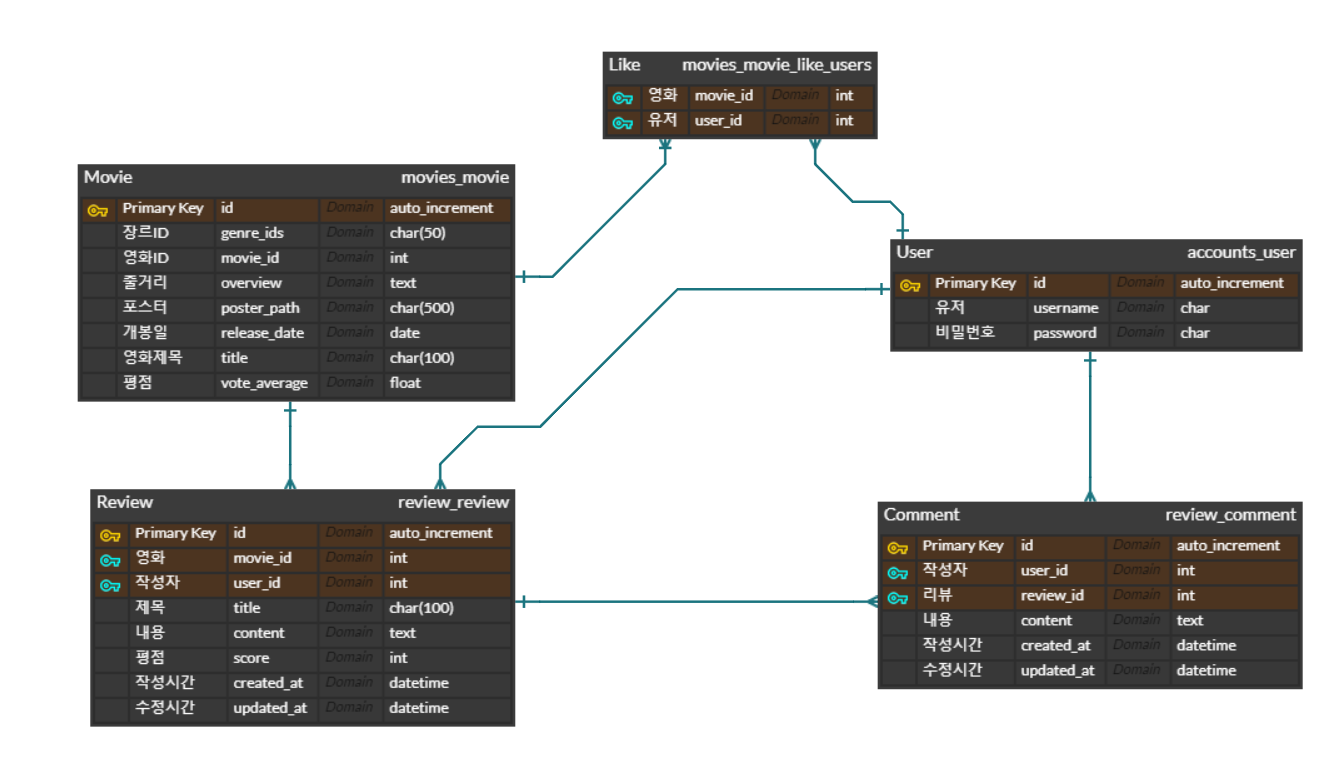 Like movies_movie_like_users
영화 movie_id Domain int
유저 user_id Domain int
Movie movies_movie
Primary Key id Domain auto_increment
장르ID genre_ids Domain char(50)
영화ID movie_id Domain int
줄거리 overview Domain text
포스터 poster_path Domain char(500)
개봉일 release_date Domain date
영화제목 title Domain char(100)
평점 vote_average Domain float
User accounts_user
Primary Key id Domain auto_increment
유저 username Domain char
비밀번호 password Domain char
Review review_review
Primary Key id Domain auto_increment
영화 movie_id Domain int
작성자 user_id Domain int
제목 title Domain char(100)
내용 content Domain text
평점 score Domain int
작성시간 created_at Domain datetime
수정시간 updated_at Domain datetime
Comment review_comment
Primary Key id Domain auto_increment
작성자 user_id Domain int
리뷰 review_id Domain int
내용 content Domain text
작성시간 created_at Domain datetime
수정시간 updated_at Domain datetime